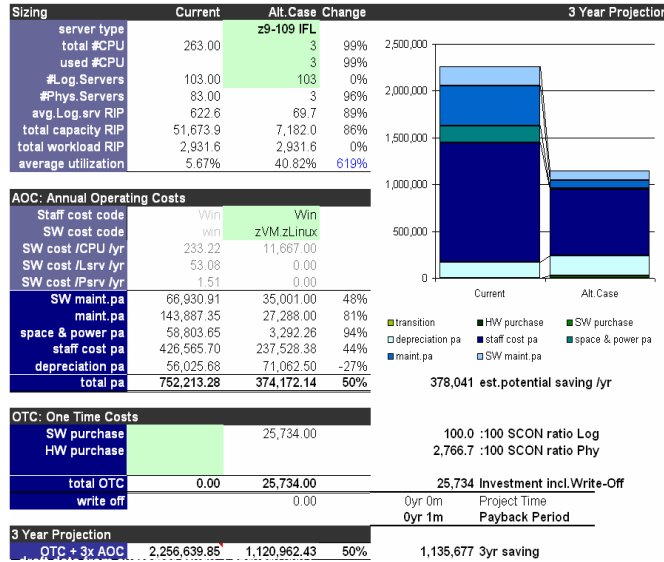 Sizing Current Alt.Case Change 3 Year Projection
server type z9-109 IFL
total #CPU 263.00 3 99%
used #CPU 3 99%
#Log.Servers 103.00 103 0%
#Phys.Servers 83.00 3 96%
avg.Log.srv RIP 622.6 69.7 89%
total capacity RIP 51,673.9 7,182.0 86%
total workload RIP 2,931.6 2,931.6 0%
average utilization 5.67% 40.82% 619%
2,500,000
2,000,000
1,500,000
1,000,000
500,000
0
Current Alt.Case
transition HW purchase SW purchase
depreciation pa staff cost pa space & power pa
maint.pa SW maint.pa
AOC: Annual Operating Costs
Staff cost code Win Win
SW cost code win zVM.zLinux
SW cost /CPU /yr 233.22 11,667.00
SW cost /Lsrv /yr 53.08 0.00
SW cost /Psrv /yr 1.51 0.00
SW maint.pa 66,930.91 35,001.00 48%
maint.pa 143,887.35 27,288.00 81%
space & power pa 58,803.65 3,292.26 94%
staff cost pa 426,565.70 237,528.38 44%
depreciation pa 56,025.68 71,062.50 -27%
total pa 752,213.28 374,172.14 50% 378,041 est.potential saving /yr
OTC: One Time Costs
SW purchase 25,734.00 100.0 :100 SCON ratio Log
HW purchase 2,766.7 :100 SCON ratio Phy
total OTC 0.00 25,734.00 25,734 Investment incl.Write-Off
write off 0.00 0yr 0m Project Time
0yr 1m Payback Period
3 Year Projection
OTC + 3x AOC 2,256,639.85 1,120,962.43 50% 1,135,677 3yr saving